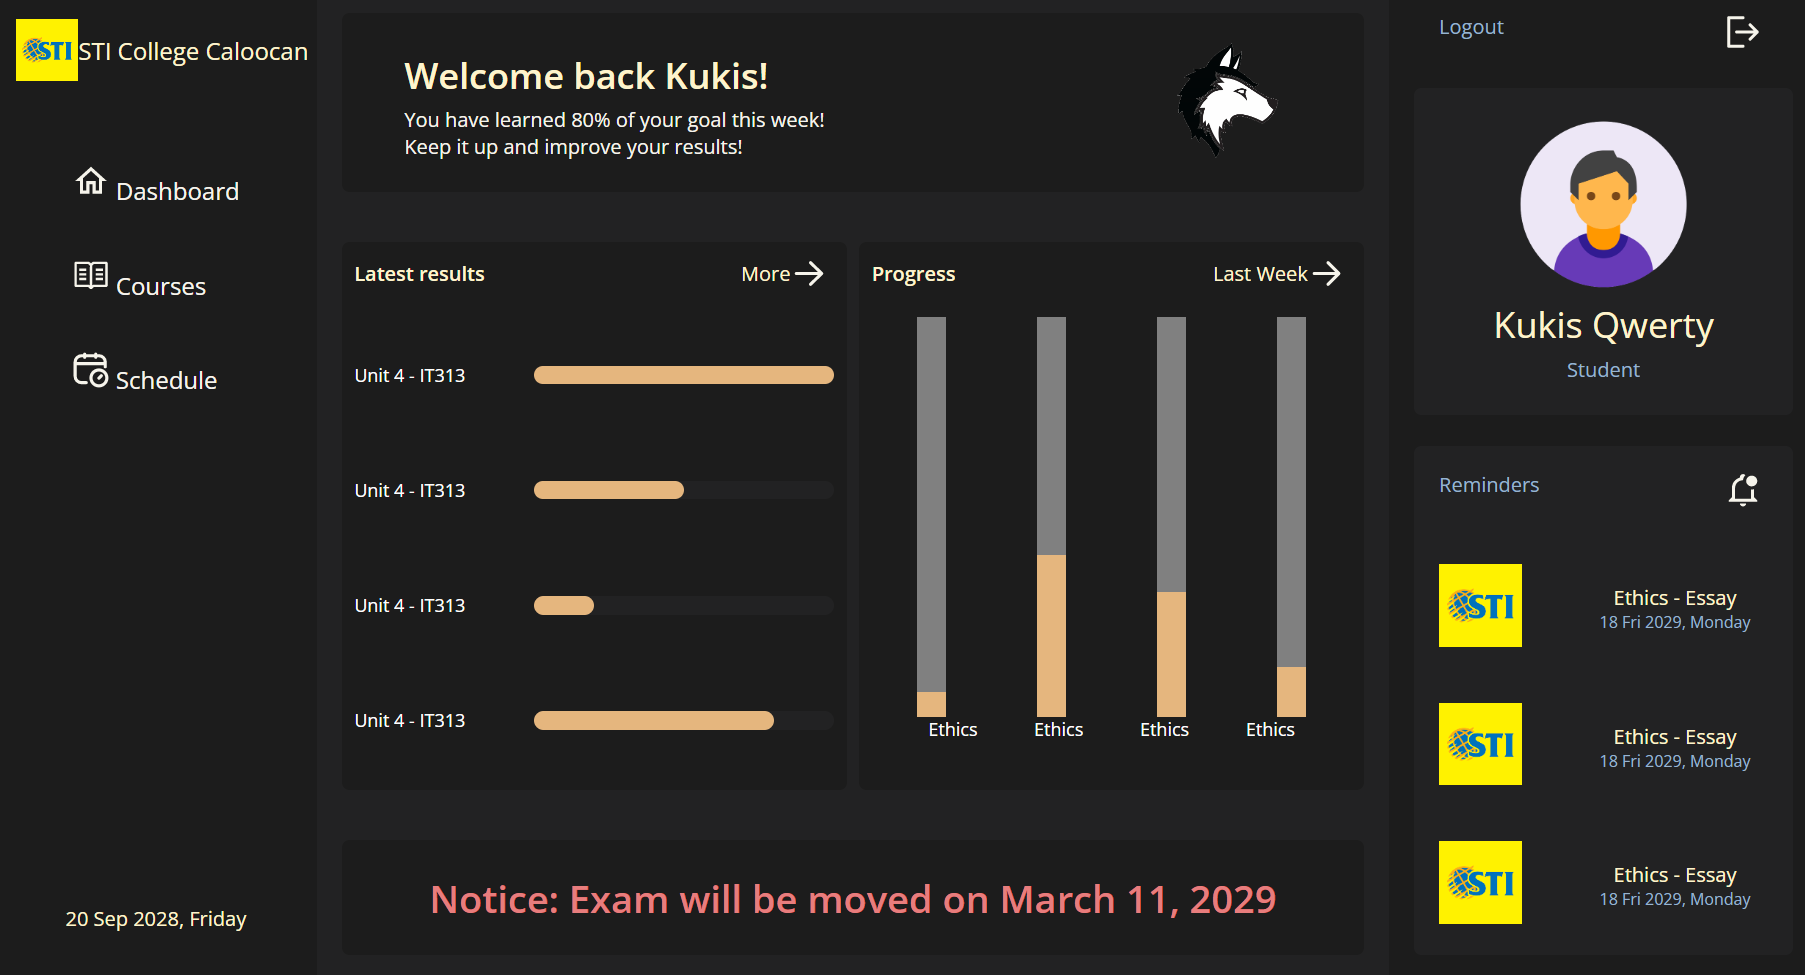 STI STI College Caloocan
Dashboard
Courses
Schedule
20 Sep 2028, Friday
Welcome back Kukis!
You have learned 80% of your goal this week!
Keep it up and improve your results!
Latest results More
Unit 4 - IT313
Unit 4 - IT313
Unit 4 - IT313
Unit 4 - IT313
Progress Last Week
Ethics Ethics Ethics Ethics
Notice: Exam will be moved on March 11, 2029
Logout
Kukis Qwerty
Student
Reminders
STI
Ethics - Essay
18 Fri 2029, Monday
STI
Ethics - Essay
18 Fri 2029, Monday
STI
Ethics - Essay
18 Fri 2029, Monday